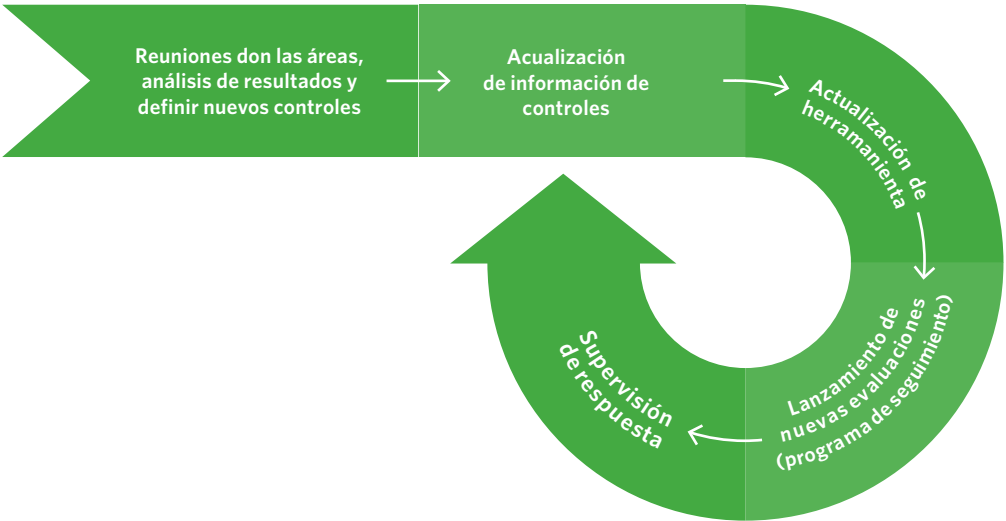 Reuniones don las áreas,
análisis de resultados y
definir nuevos controles
Acualización
de información de
controles
Actualización de
herramanienta
Lanzamiento de
nuevas evaluaciones
(programa de seguimiento)
Supervisión
de respuesta